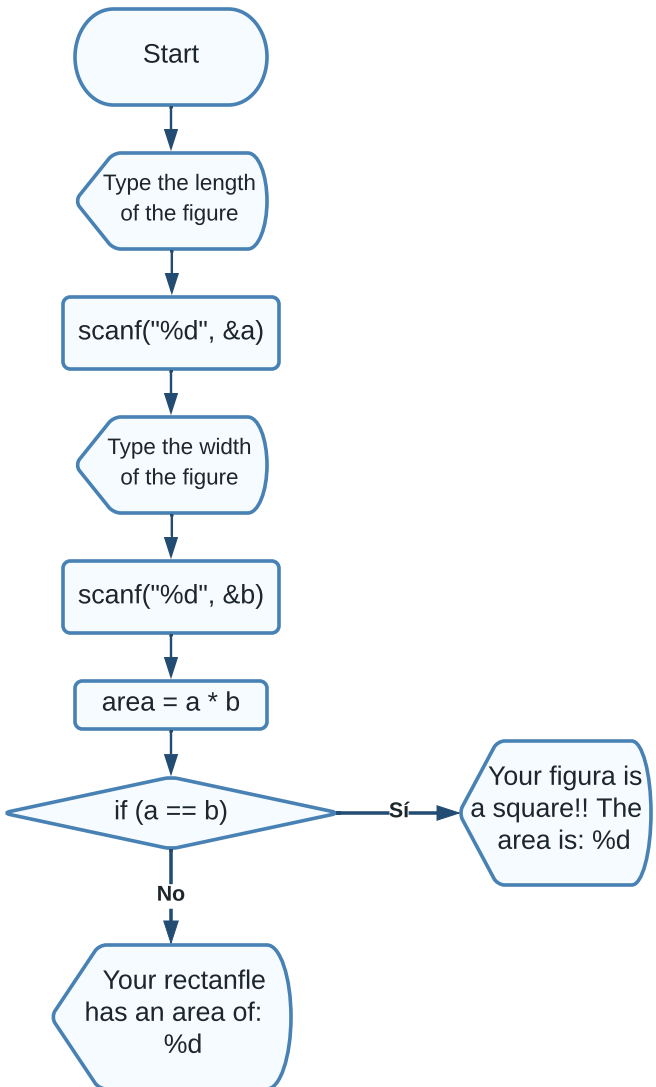 Start
Type the length
of the figure
scanf("%d", &a)
Type the width
of the figure
scanf("%d", &b)
area = a * b
if (a == b)
Sí
Your figura is
a square!! The
area is: %d
No
Your rectanfle
has an area of:
%d